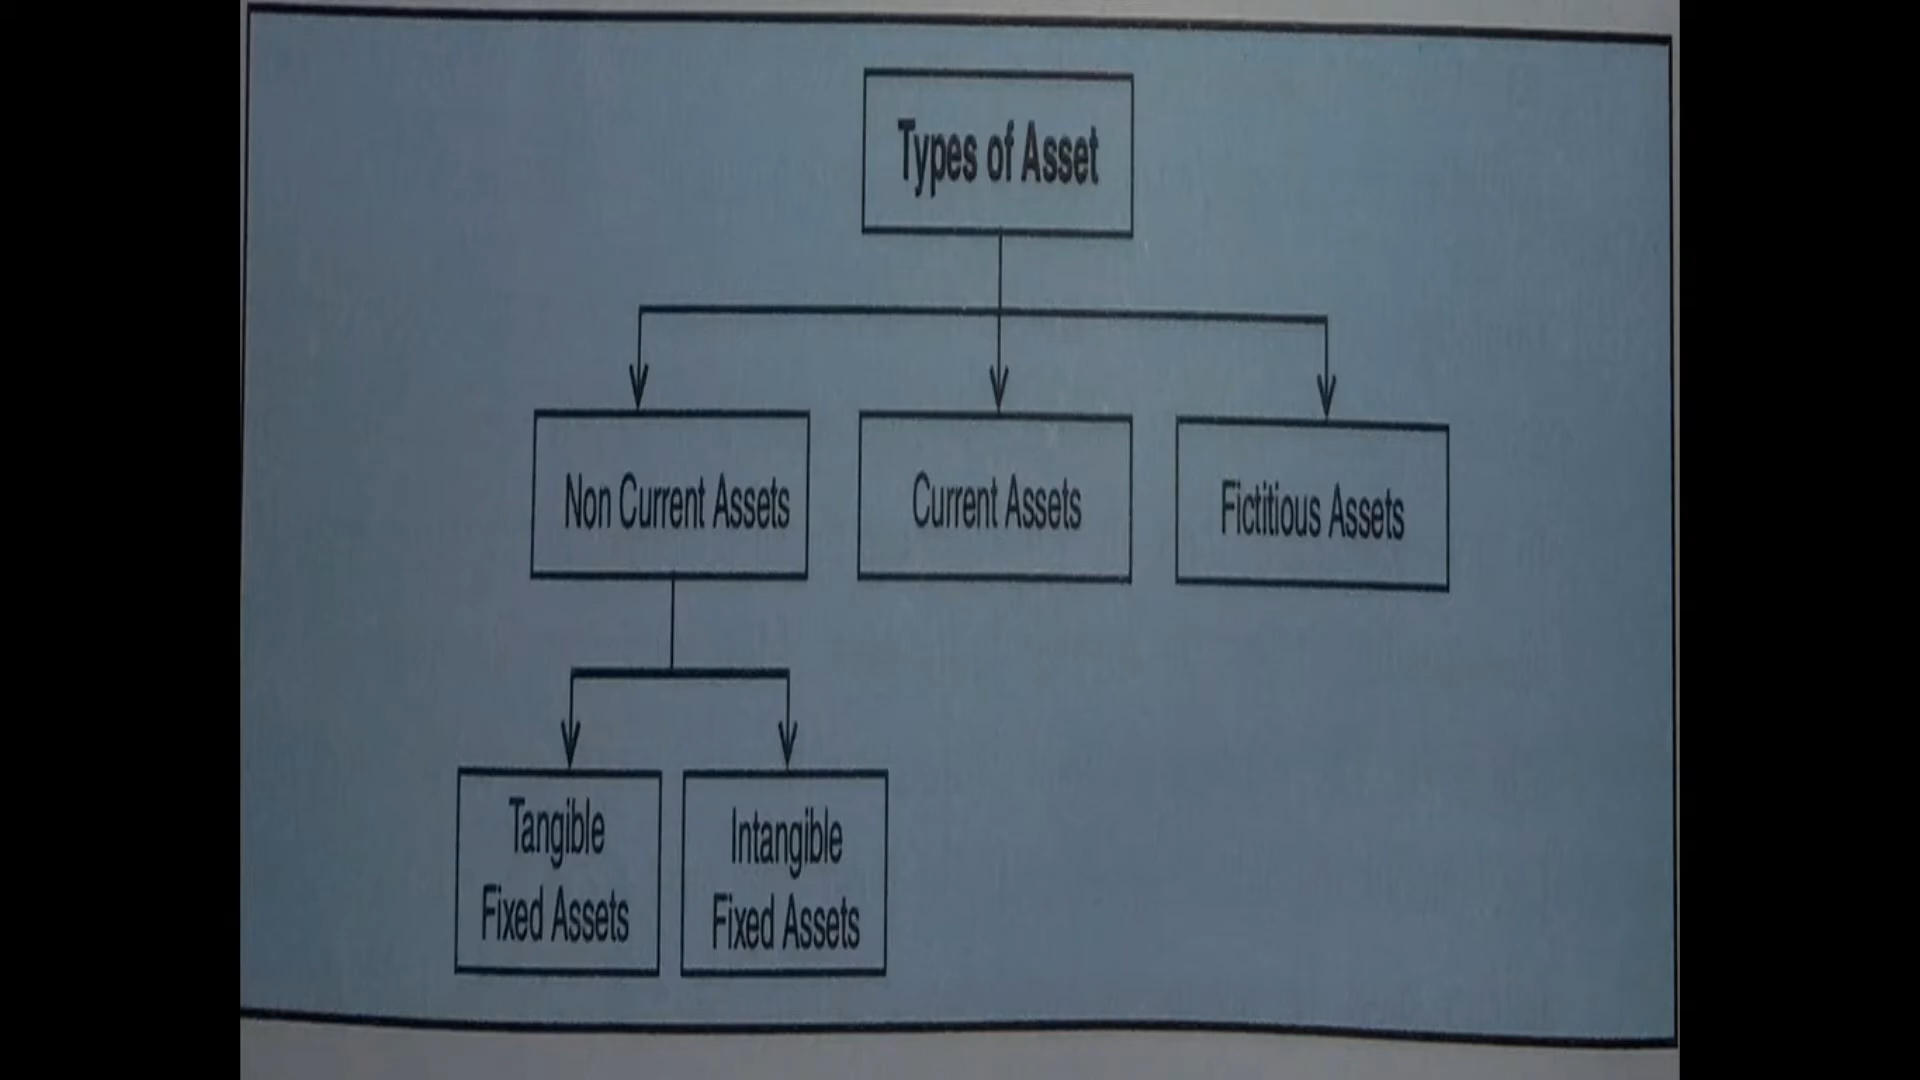 Types of Asset
Non Current Assets
Current Assets
Fictitious Assets
Tangible
Fixed Assets
Intangible
Fixed Assets